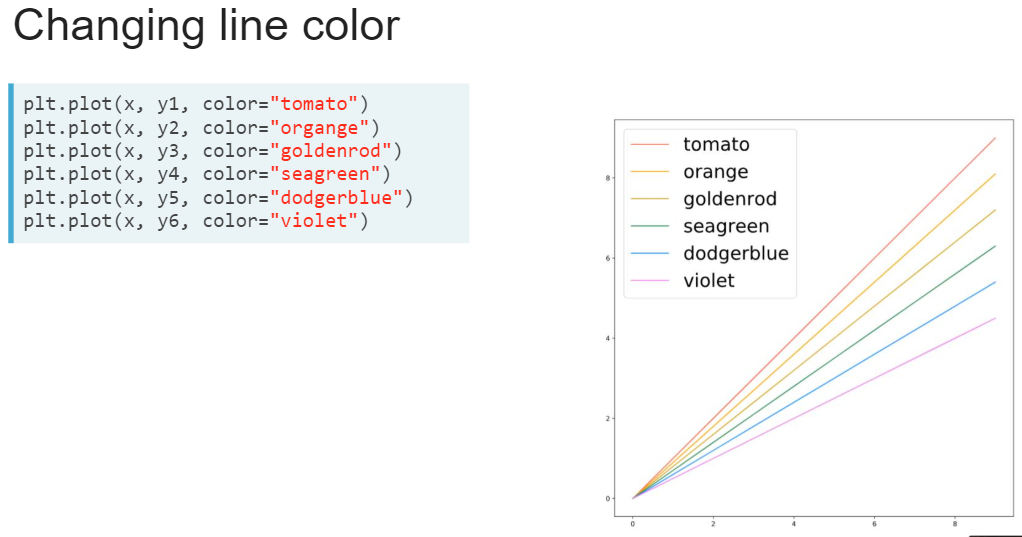 Changing line color
plt.plot(x, y1, color="tomato")
plt.plot(x, y2, color="organge")
plt.plot(x, y3, color="goldenrod")
plt.plot(x, y4, color="seagreen")
plt.plot(x, y5, color="dodgerblue")
plt.plot(x, y6, color="violet")
tomato
orange
goldenrod
seagreen
dodgerblue
violet
8
6
4
2
0
0 2 4 6 8